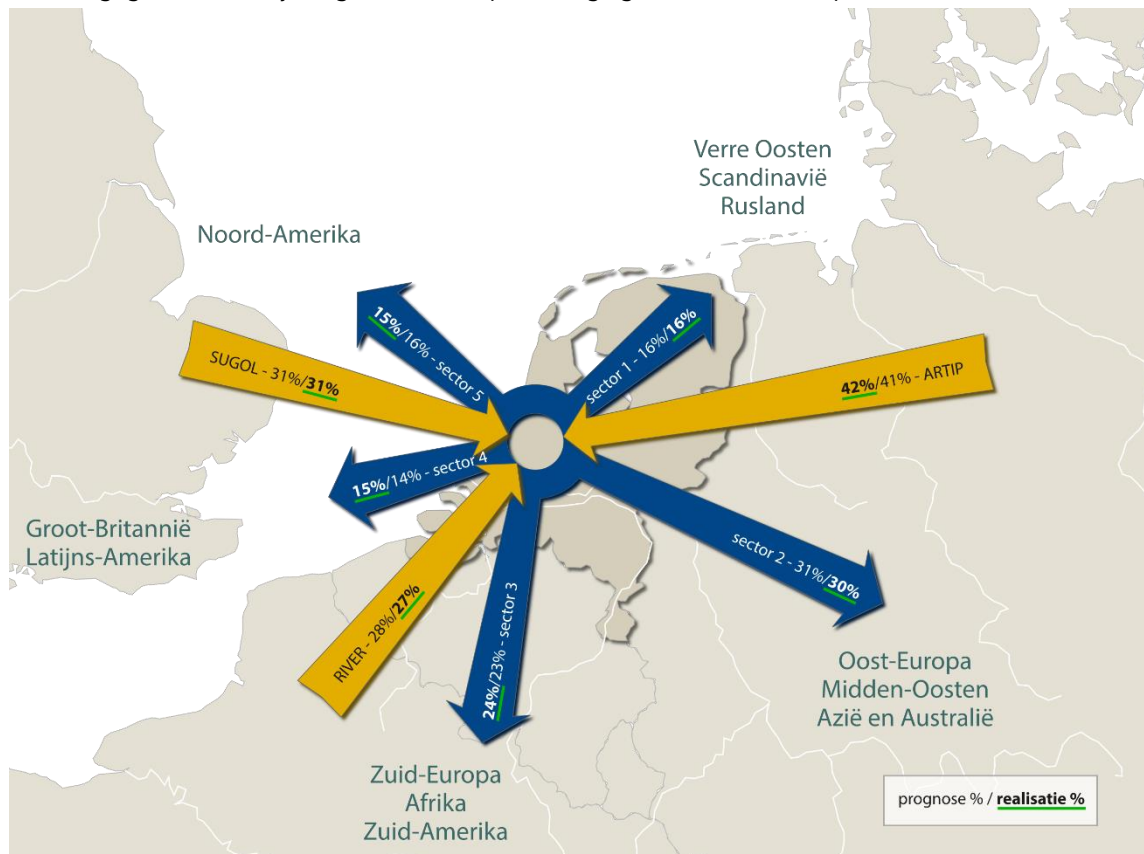 Verre Oosten
Scandinavië
Rusland
Noord-Amerika
15%/16% - sector 5
sector 1 - 16%/16%
SUGOL - 31%/31%
42%/41% - ARTIP
15%/14% - sector 4
Groot-Britannië
Latijns-Amerika
sector 2 - 31%/30%
RIVER - 28%/27%
24%/23% - sector 3
Oost-Europa
Midden-Oosten
Azië en Australië
Zuid-Europa
Afrika
Zuid-Amerika
prognose % / realisatie %